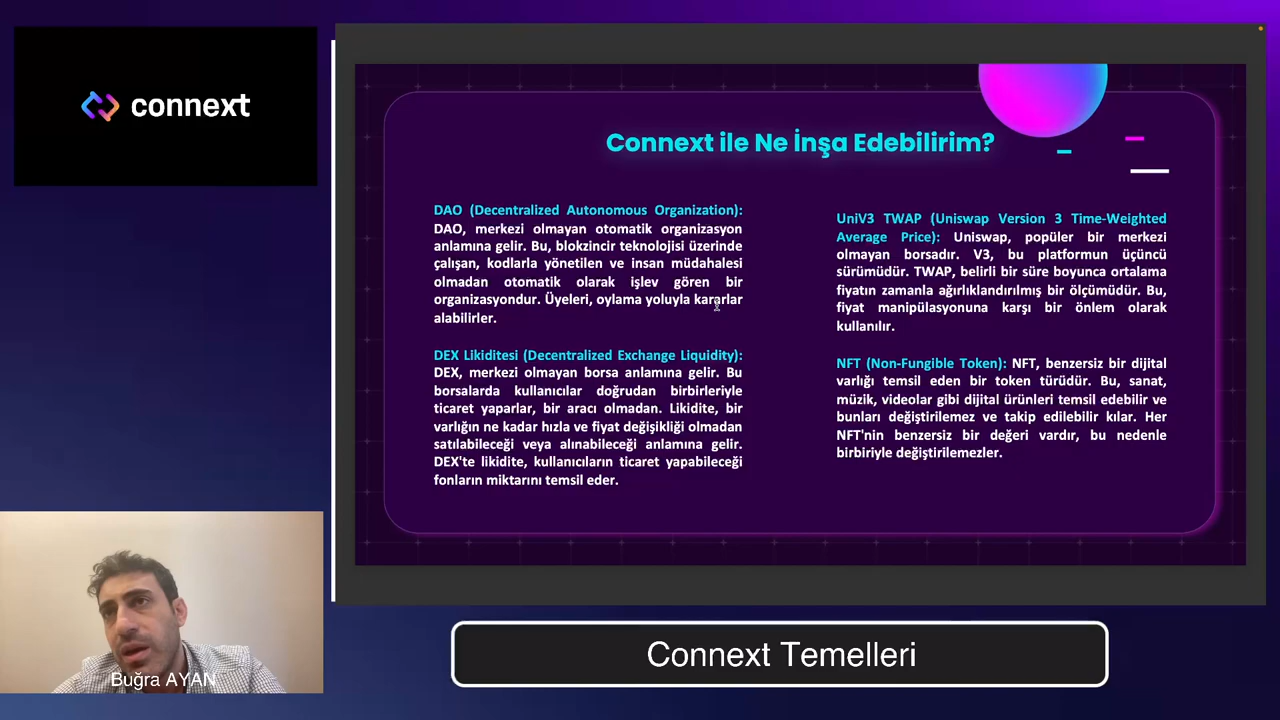 connext
Connext ile Ne İnşa Edebilirim?
DAO (Decentralized Autonomous Organization):
DAO, merkezi olmayan otomatik organizasyon
anlamına gelir. Bu, blokzincir teknolojisi üzerinde
çalışan, kodlarla yönetilen ve insan müdahalesi
olmadan otomatik olarak işlev gören bir
organizasyondur. Üyeleri, oylama yoluyla kararlar
alabilirler.
DEX Likiditesi (Decentralized Exchange Liquidity):
DEX, merkezi olmayan borsa anlamına gelir. Bu
borsalarda kullanıcılar doğrudan birbirleriyle
ticaret yaparlar, bir aracı olmadan. Likidite, bir
varlığın ne kadar hızla ve fiyat değişikliği olmadan
satılabileceği veya alınabileceği anlamına gelir.
DEX'te likidite, kullanıcıların ticaret yapabileceği
fonların miktarını temsil eder.
UniV3 TWAP (Uniswap Version 3 Time-Weighted
Average Price): Uniswap, popüler bir merkezi
olmayan borsadır. V3, bu platformun üçüncü
sürümüdür. TWAP, belirli bir süre boyunca ortalama
fiyatın zamanla ağırlıklandırılmış bir ölçümüdür. Bu,
fiyat manipülasyonuna karşı bir önlem olarak
kullanılır.
NFT (Non-Fungible Token): NFT, benzersiz bir dijital
varlığı temsil eden bir token türüdür. Bu, sanat,
müzik, videolar gibi dijital ürünleri temsil edebilir ve
bunları değiştirilemez ve takip edilebilir kılar. Her
NFT'nin benzersiz bir değeri vardır, bu nedenle
birbiriyle değiştirilemezler.
Buğra AYAN
Connext Temelleri